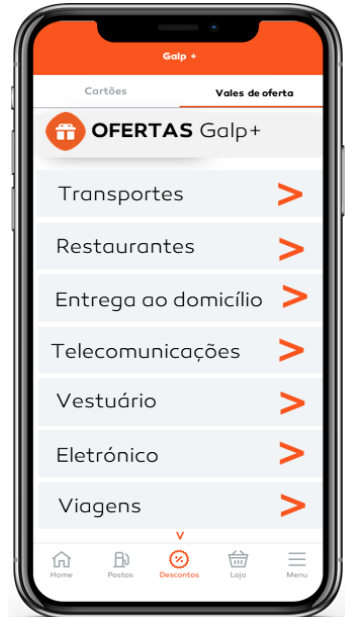 Galp +
Cartões Vales de oferta
OFERTAS Galp+
Transportes >
Restaurantes >
Entrega ao domicílio >
Telecomunicações >
Vestuário >
Eletrónico >
Viagens >
Home Postos Descontos Loja Menu